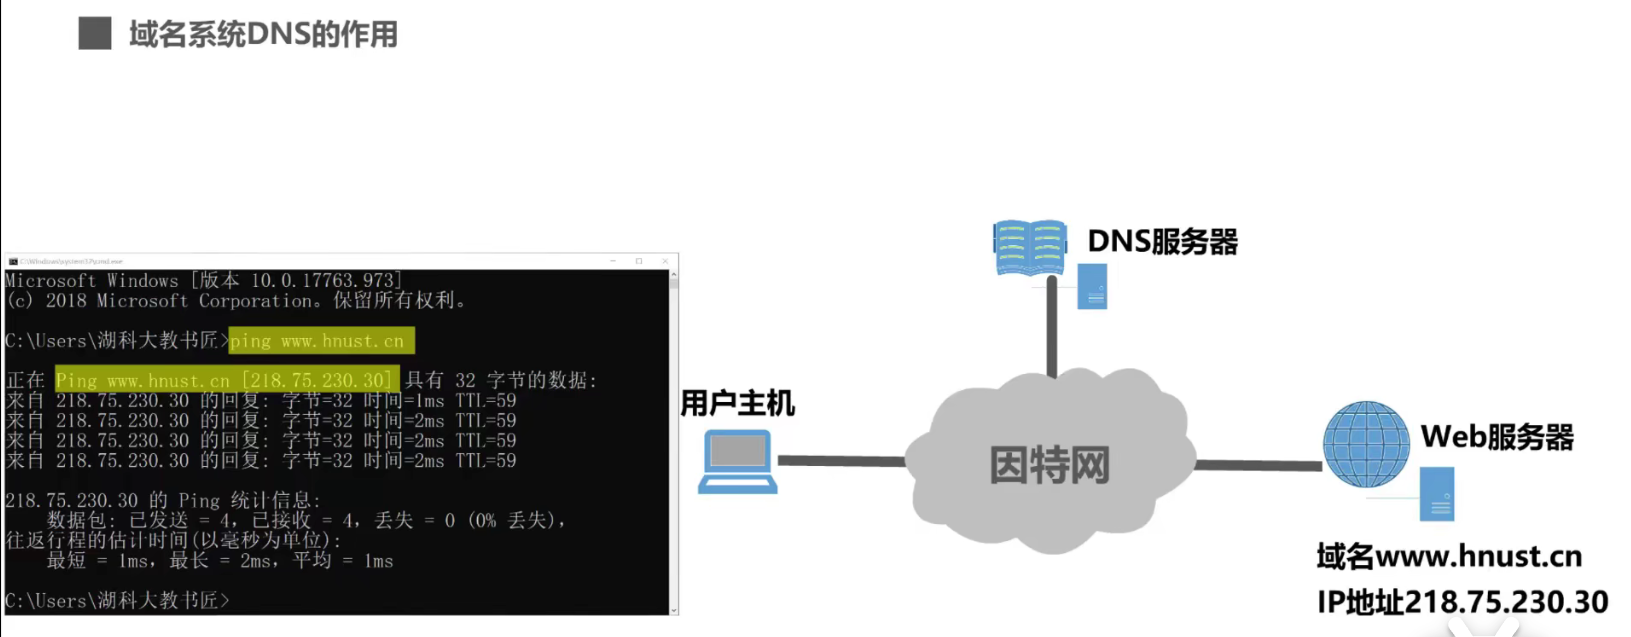 域名系统DNS的作用
Microsoft Windows [版本 10.0.17763.973]
(c) 2018 Microsoft Corporation。保留所有权利。
C:\Users\湖科大教书匠>ping www.hnust.cn
正在 Ping www.hnust.cn [218.75.230.30] 具有 32 字节的数据:
来自 218.75.230.30 的回复: 字节=32 时间=1ms TTL=59
来自 218.75.230.30 的回复: 字节=32 时间=2ms TTL=59
来自 218.75.230.30 的回复: 字节=32 时间=2ms TTL=59
来自 218.75.230.30 的回复: 字节=32 时间=2ms TTL=59
218.75.230.30 的 Ping 统计信息:
数据包: 已发送 = 4，已接收 = 4，丢失 = 0 (0% 丢失)，
往返行程的估计时间(以毫秒为单位):
最短 = 1ms，最长 = 2ms，平均 = 1ms
C:\Users\湖科大教书匠>
用户主机
DNS服务器
因特网
Web服务器
域名www.hnust.cn
IP地址218.75.230.30